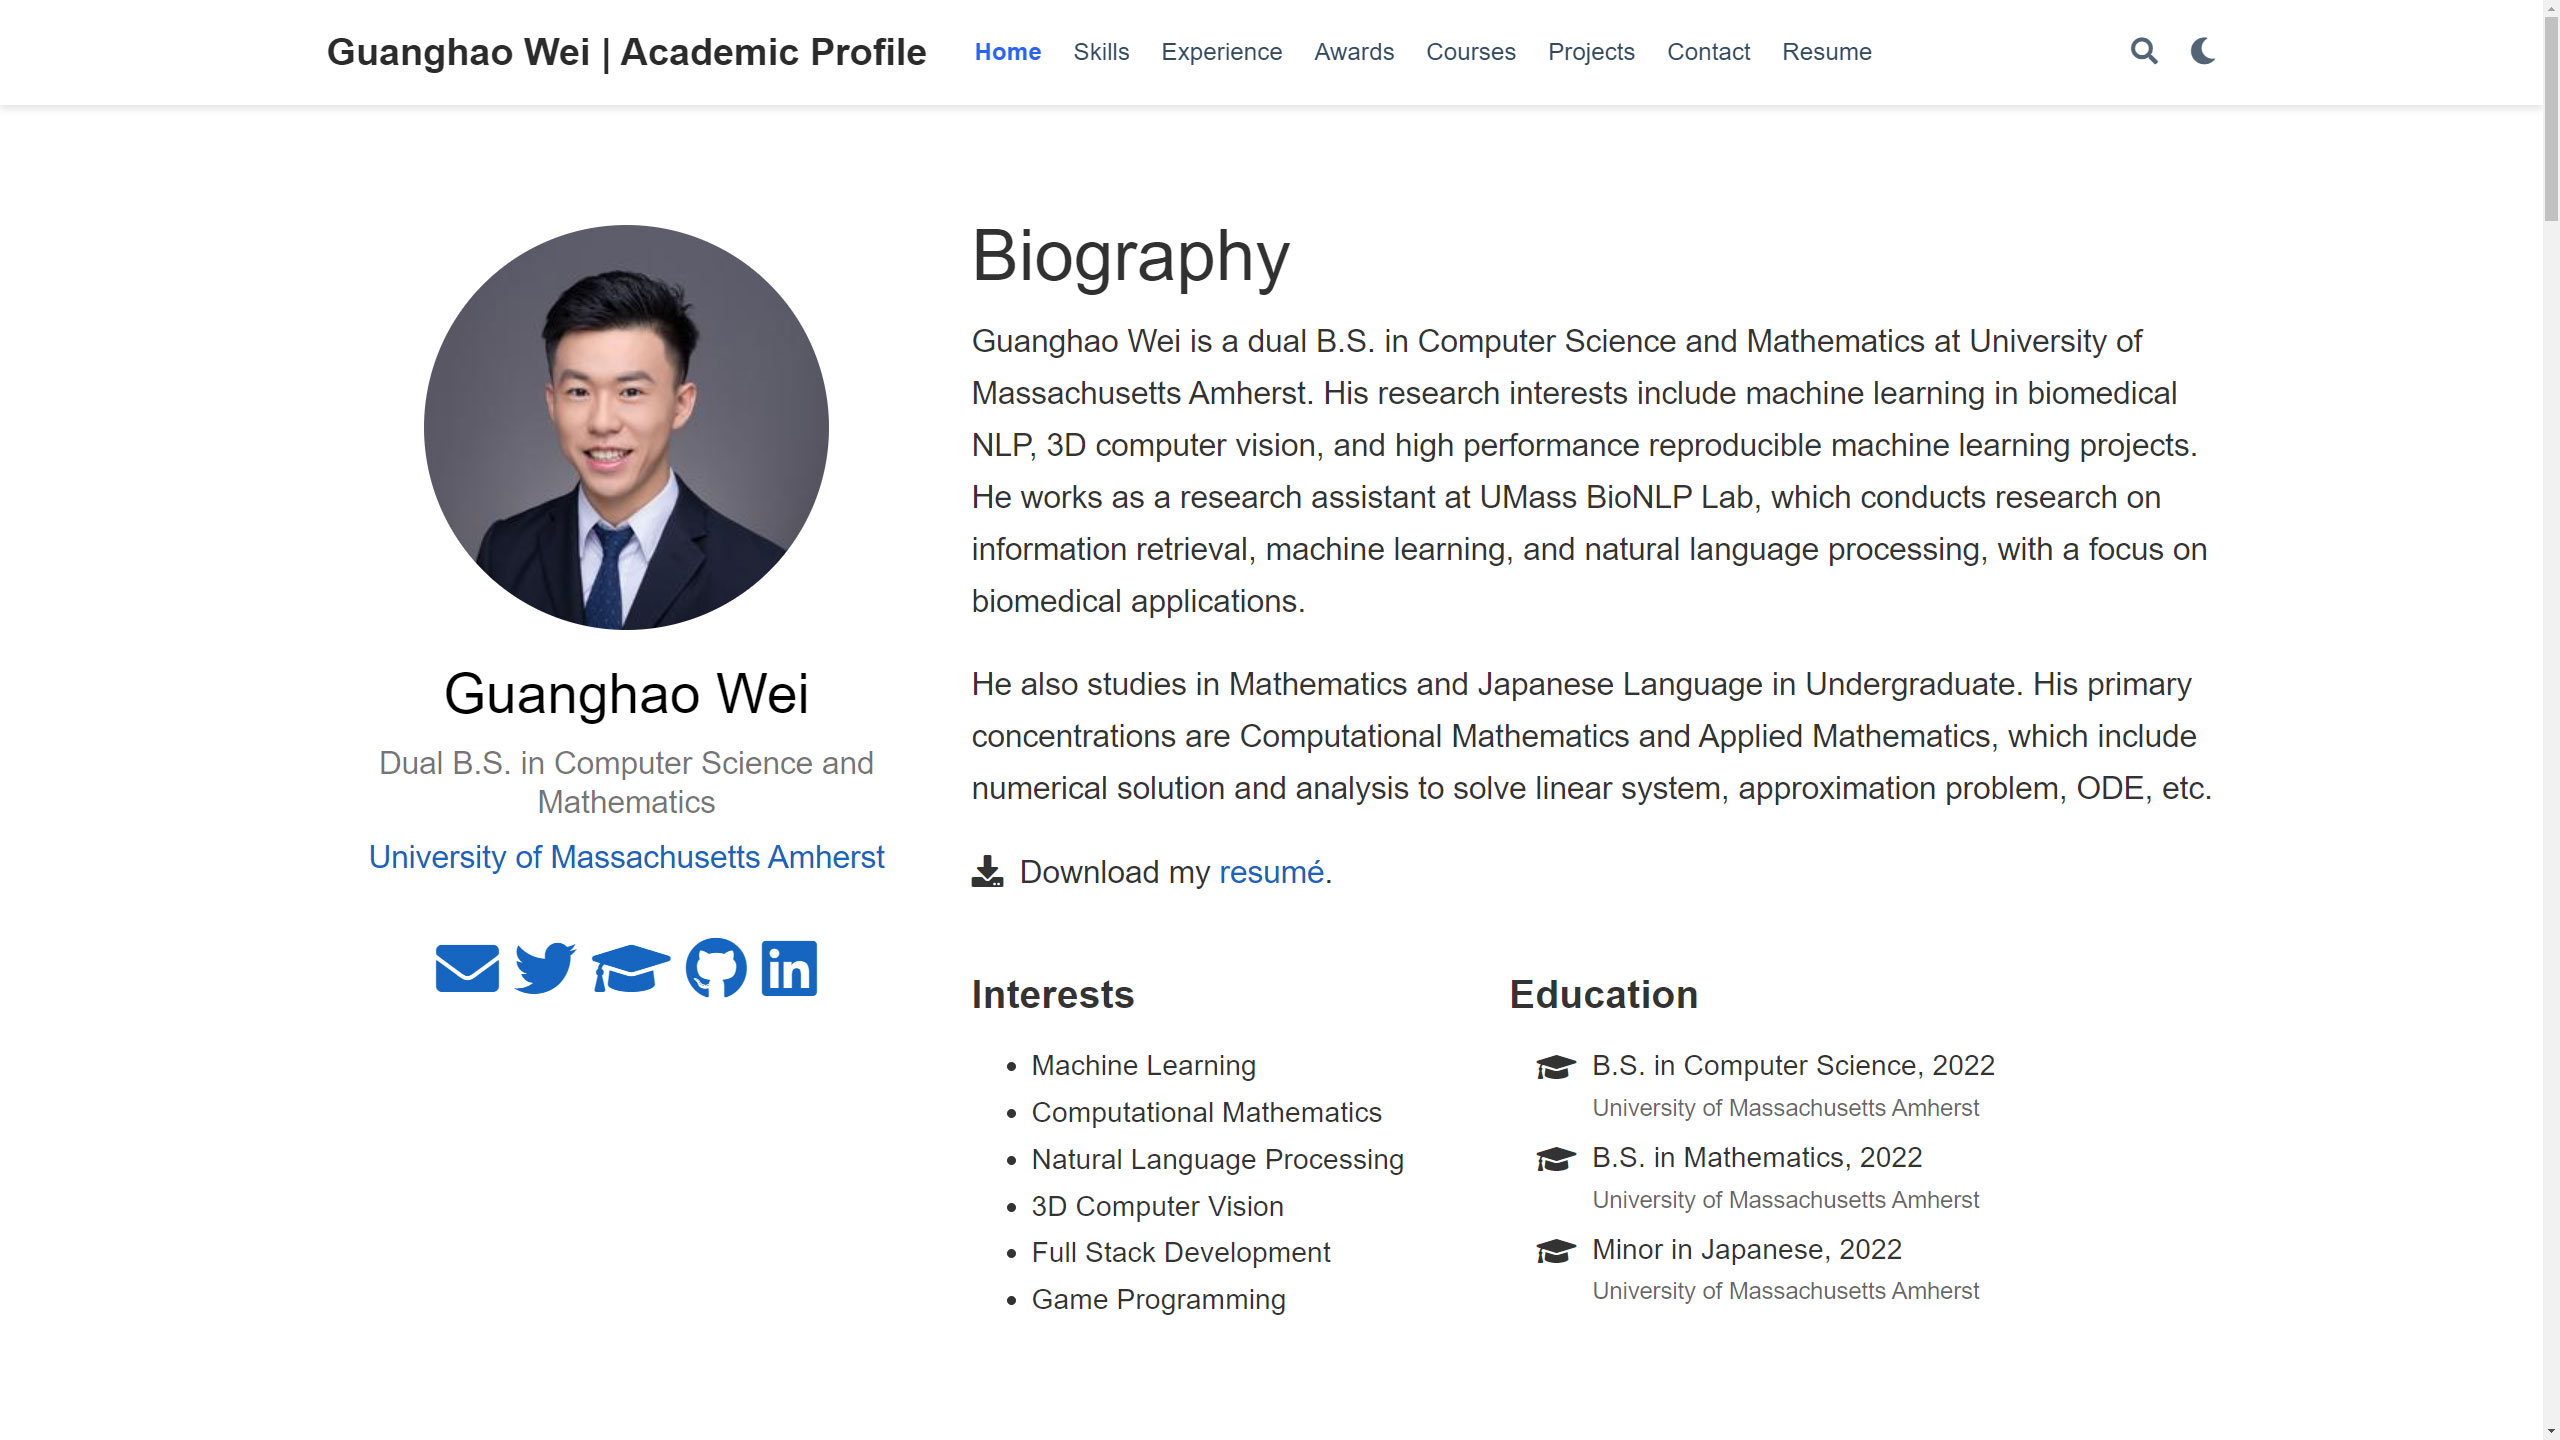 Guanghao Wei | Academic Profile
Home
Skills
Experience
Awards
Courses
Projects
Contact
Resume
Guanghao Wei
Dual B.S. in Computer Science and
Mathematics
University of Massachusetts Amherst
Biography
Guanghao Wei is a dual B.S. in Computer Science and Mathematics at University of
Massachusetts Amherst. His research interests include machine learning in biomedical
NLP, 3D computer vision, and high performance reproducible machine learning projects.
He works as a research assistant at UMass BioNLP Lab, which conducts research on
information retrieval, machine learning, and natural language processing, with a focus on
biomedical applications.
He also studies in Mathematics and Japanese Language in Undergraduate. His primary
concentrations are Computational Mathematics and Applied Mathematics, which include
numerical solution and analysis to solve linear system, approximation problem, ODE, etc.
Download my resumé.
Interests
Machine Learning
Computational Mathematics
Natural Language Processing
3D Computer Vision
Full Stack Development
Game Programming
Education
B.S. in Computer Science, 2022
University of Massachusetts Amherst
B.S. in Mathematics, 2022
University of Massachusetts Amherst
Minor in Japanese, 2022
University of Massachusetts Amherst